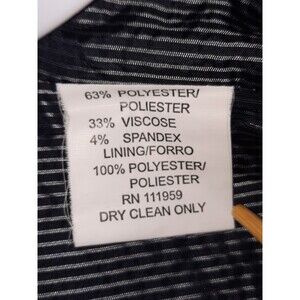 63% POLYESTER/
POLIESTER
33% VISCOSE
4% SPANDEX
LINING/FORRO
100% POLYESTER/
POLIESTER
RN 111959
DRY CLEAN ONLY